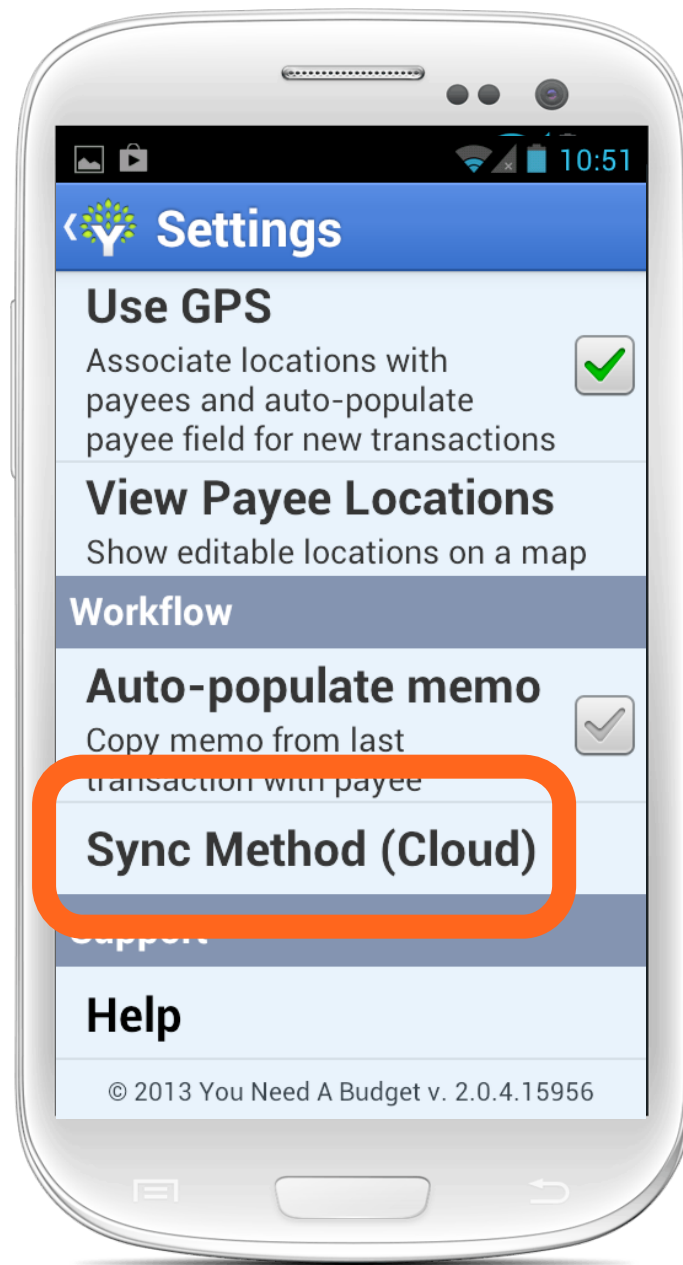 10:51
Settings
Use GPS
Associate locations with
payees and auto-populate
payee field for new transactions
View Payee Locations
Show editable locations on a map
Workflow
Auto-populate memo
Copy memo from last
transaction with payee
Sync Method (Cloud)
Support
Help
© 2013 You Need A Budget v. 2.0.4.15956